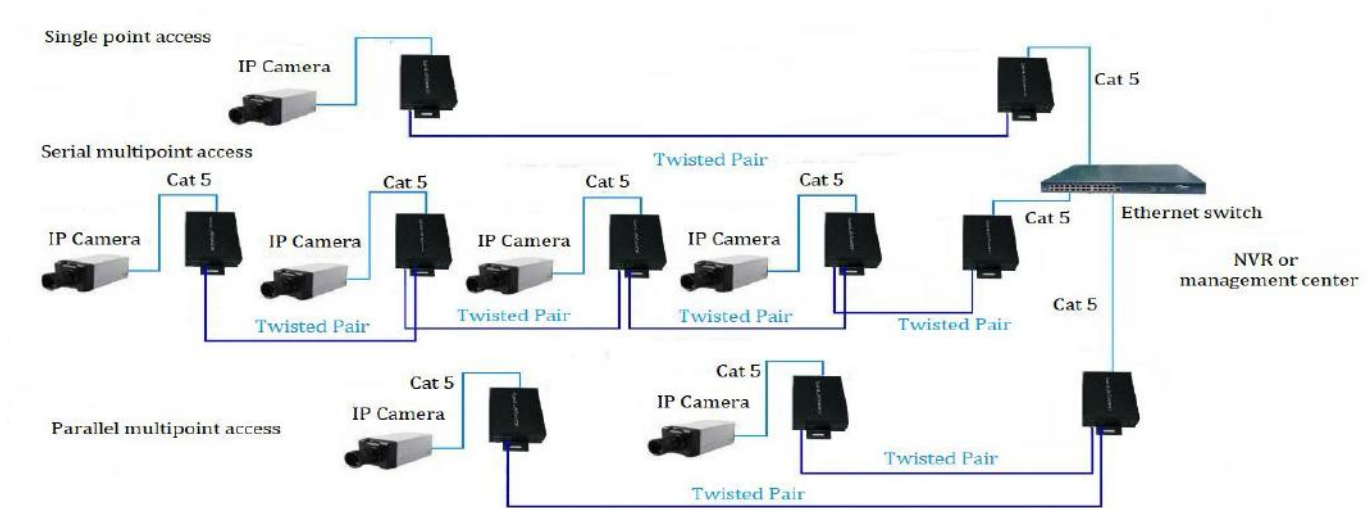 Single point access
IP Camera
Cat 5
Twisted Pair
Serial multipoint access
Cat 5
Cat 5
Cat 5
Cat 5
IP Camera
IP Camera
IP Camera
IP Camera
Cat 5
Ethernet switch
NVR or
management center
Twisted Pair
Twisted Pair
Twisted Pair
Twisted Pair
Cat 5
Cat 5
Cat 5
IP Camera
IP Camera
Parallel multipoint access
Twisted Pair
Twisted Pair